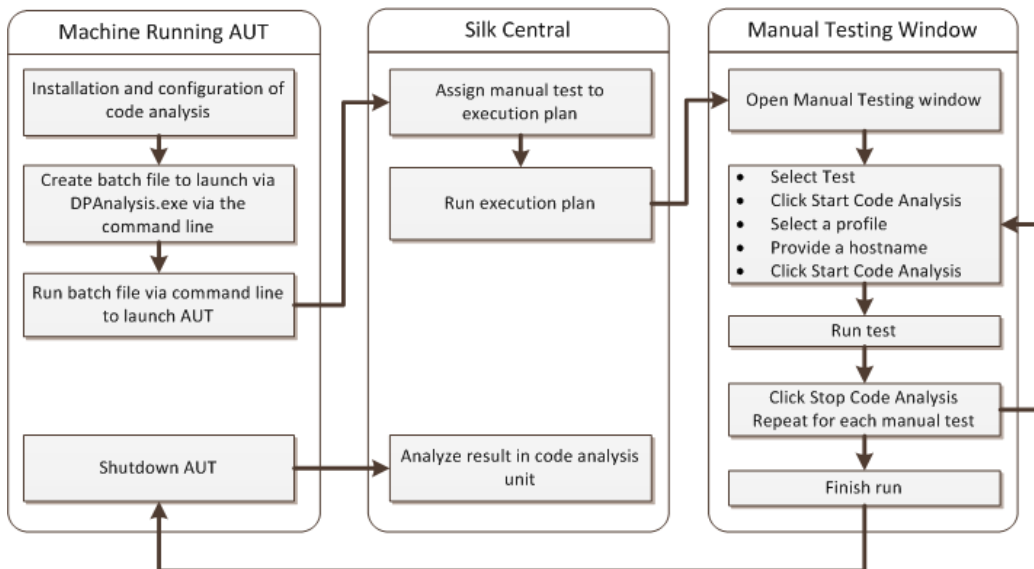 Machine Running AUT
Installation and configuration of
code analysis
Create batch file to launch via
DPAnalysis.exe via the
command line
Run batch file via command line
to launch AUT
Shutdown AUT
Silk Central
Assign manual test to
execution plan
Run execution plan
Analyze result in code analysis
unit
Manual Testing Window
Open Manual Testing window
• Select Test
• Click Start Code Analysis
• Select a profile
• Provide a hostname
• Click Start Code Analysis
Run test
Click Stop Code Analysis
Repeat for each manual test
Finish run